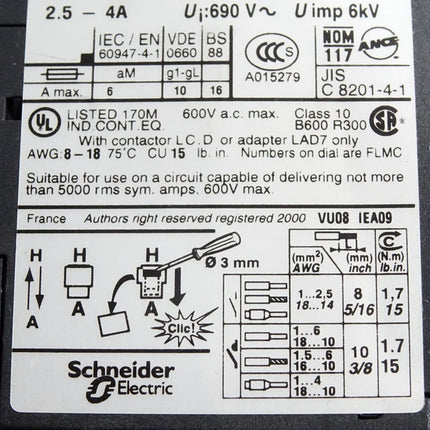 2.5 – 4A Ui:690 V~ U imp 6kV
IEC / EN VDE BS
60947-4-1 0660 88
aM g1-gL
A max. 6 10 16
CCC S
A015279
NOM
117 ANCE
JIS
C 8201-4-1
UL LISTED 170M 600V a.c. max. Class 10
IND.CONT.EQ. B600 R300 SA
With contactor LC.D or adapter LAD7 only
AWG:8-18 75°C CU 15 lb.in. Numbers on dial are FLMC
Suitable for use on a circuit capable of delivering not more
than 5000 rms sym. amps, 600V max.
France Authors right reserved registered 2000 VU08 IEA09
H H H
A A
Ø 3 mm
Clic!
(mm²) (mm) C
AWG L inch (N.m)
lb.in.
1...2,5 8 1,7
18...14 5/16 15
1...6
18...10
1.5...6 10 1.7
16...10 3/8 15
1...4
18...10
Schneider
Electric